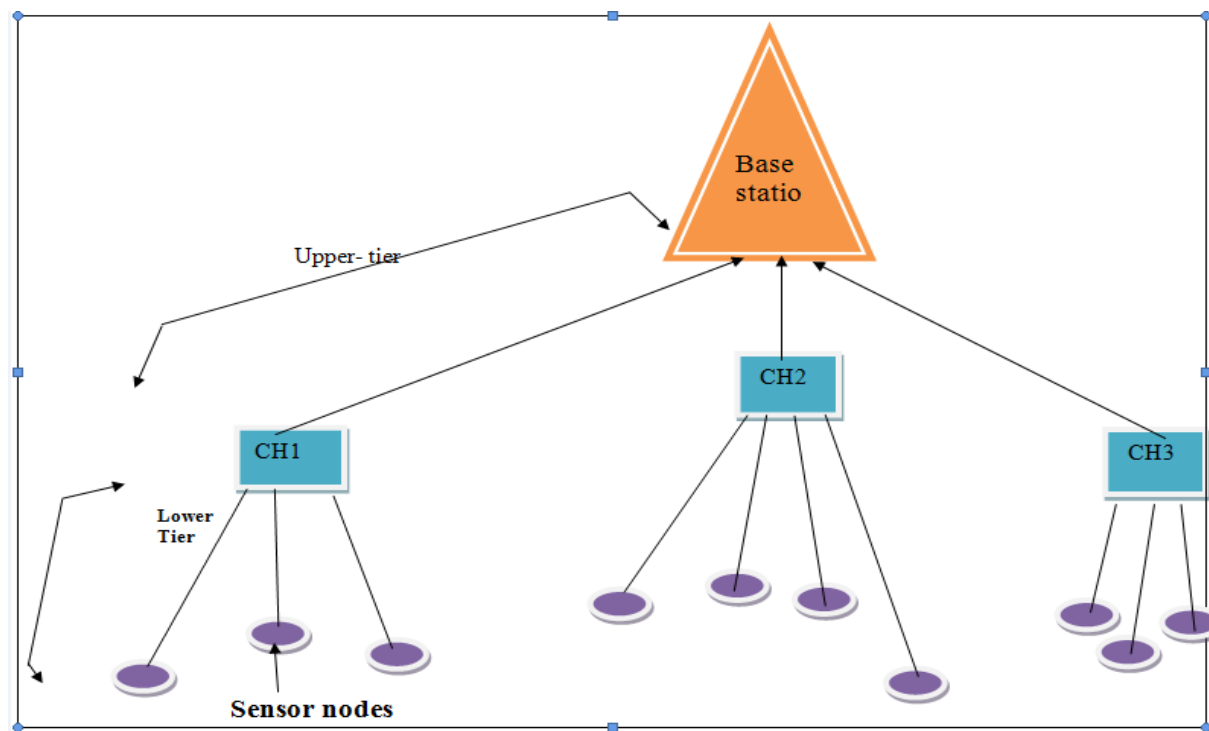 Base
statio
Upper- tier
CH2
CH1
CH3
Lower
Tier
Sensor nodes